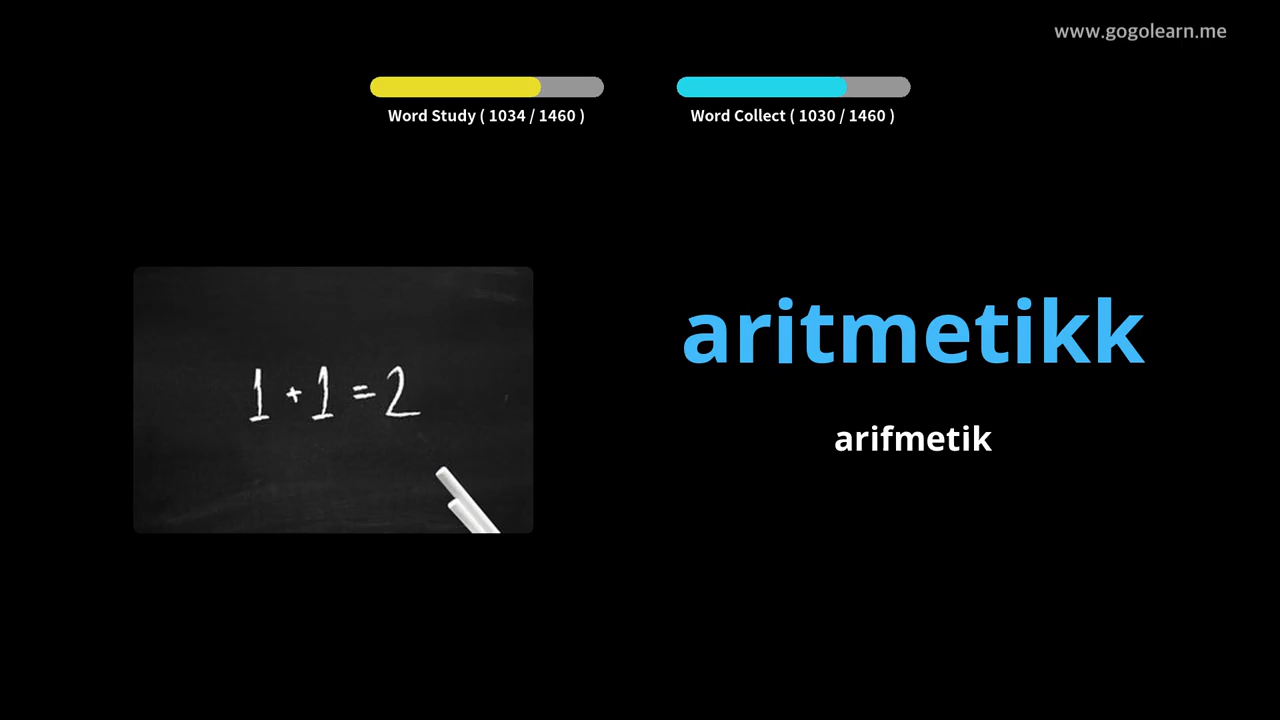 www.gogolearn.me
Word Study ( 1034 / 1460 )
Word Collect ( 1030 / 1460 )
1 + 1 = 2
aritmetikk
arifmetik